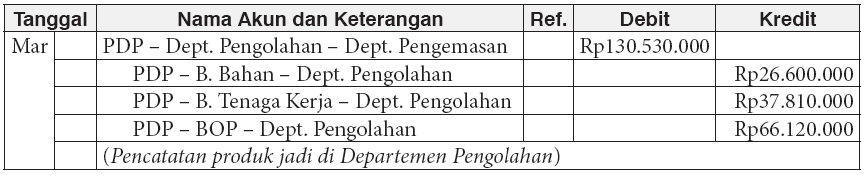 Tanggal Nama Akun dan Keterangan Ref. Debit Kredit
Mar PDP – Dept. Pengolahan – Dept. Pengemasan Rp130.530.000
PDP – B. Bahan – Dept. Pengolahan Rp26.600.000
PDP – B. Tenaga Kerja – Dept. Pengolahan Rp37.810.000
PDP – BOP – Dept. Pengolahan Rp66.120.000
(Pencatatan produk jadi di Departemen Pengolahan)